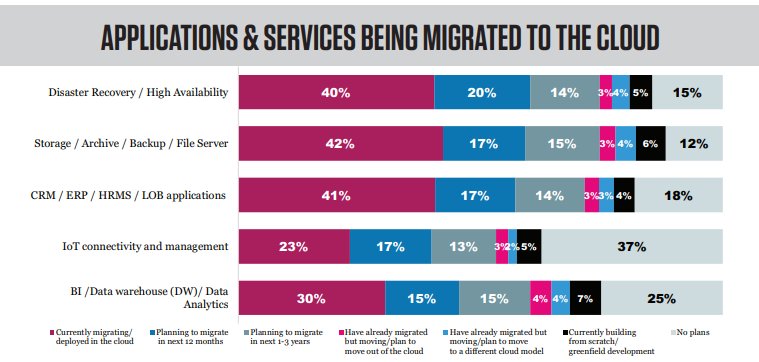 APPLICATIONS & SERVICES BEING MIGRATED TO THE CLOUD
Disaster Recovery / High Availability 40% 20% 14% 3% 4% 5% 15%
Storage / Archive / Backup / File Server 42% 17% 15% 3% 4% 6% 12%
CRM / ERP / HRMS / LOB applications 41% 17% 14% 3% 3% 4% 18%
IoT connectivity and management 23% 17% 13% 3% 2% 5% 37%
BI /Data warehouse (DW)/ Data
Analytics 30% 15% 15% 4% 4% 7% 25%
Currently migrating/
deployed in the cloud
Planning to migrate
in next 12 months
Planning to migrate
in next 1-3 years
Have already migrated
but moving/plan to
move out of the cloud
Have already migrated but
moving/plan to move
to a different cloud model
Currently building
from scratch/
greenfield development
No plans